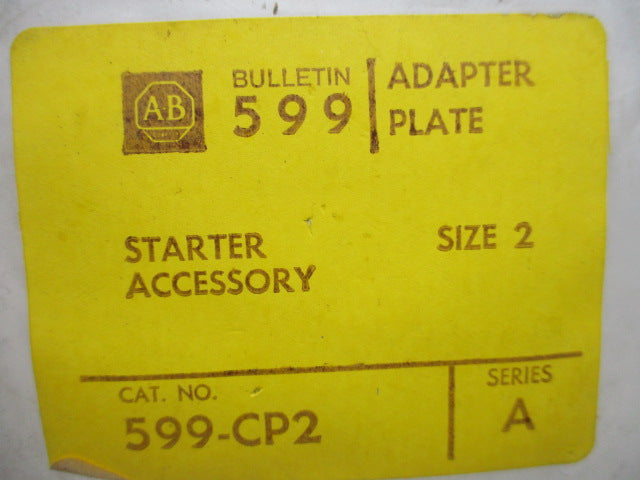 AB
BULLETIN
599
ADAPTER
PLATE
STARTER
ACCESSORY
SIZE 2
CAT. NO.
599-CP2
SERIES
A